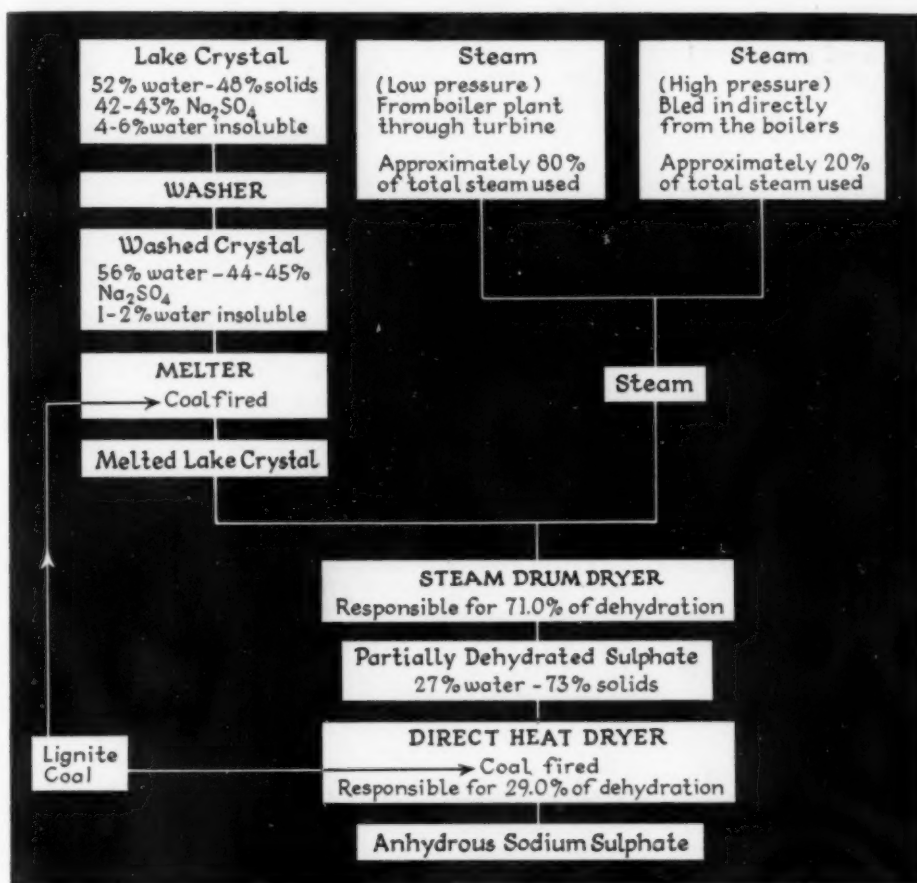 Lake Crystal
52% water-48% solids
42-43% Na₂SO₄
4-6% water insoluble
WASHER
Washed Crystal
56% water-44-45%
Na₂SO₄
1-2% water insoluble
MELTER
Coal fired
Melted Lake Crystal
Steam
(Low pressure)
From boiler plant
through turbine
Approximately 80%
of total steam used
Steam
(High pressure)
Bled in directly
from the boilers
Approximately 20%
of total steam used
Steam
STEAM DRUM DRYER
Responsible for 71.0% of dehydration
Partially Dehydrated Sulphate
27% water-73% solids
Lignite
Coal
DIRECT HEAT DRYER
Coal fired
Responsible for 29.0% of dehydration
Anhydrous Sodium Sulphate